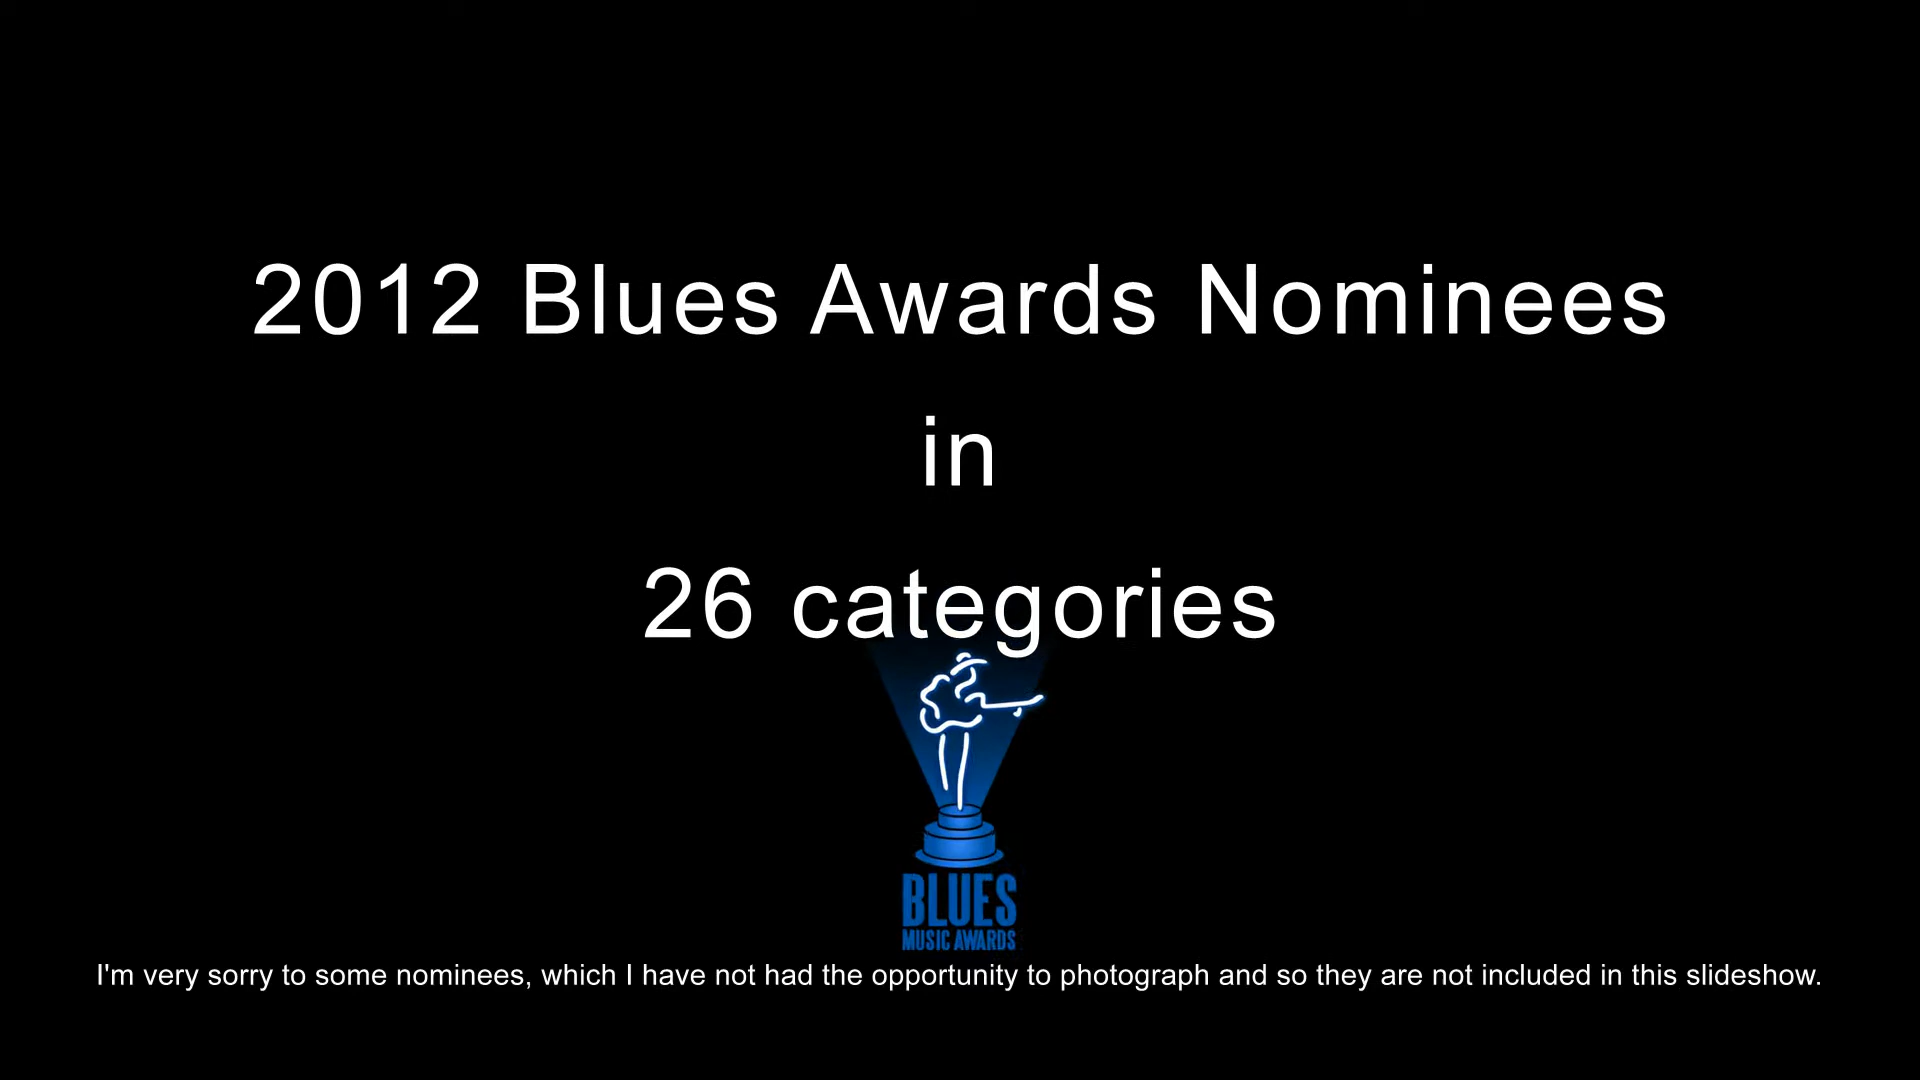 2012 Blues Awards Nominees
in
26 categories
BLUES
MUSIC AWARDS
I'm very sorry to some nominees, which I have not had the opportunity to photograph and so they are not included in this slideshow.